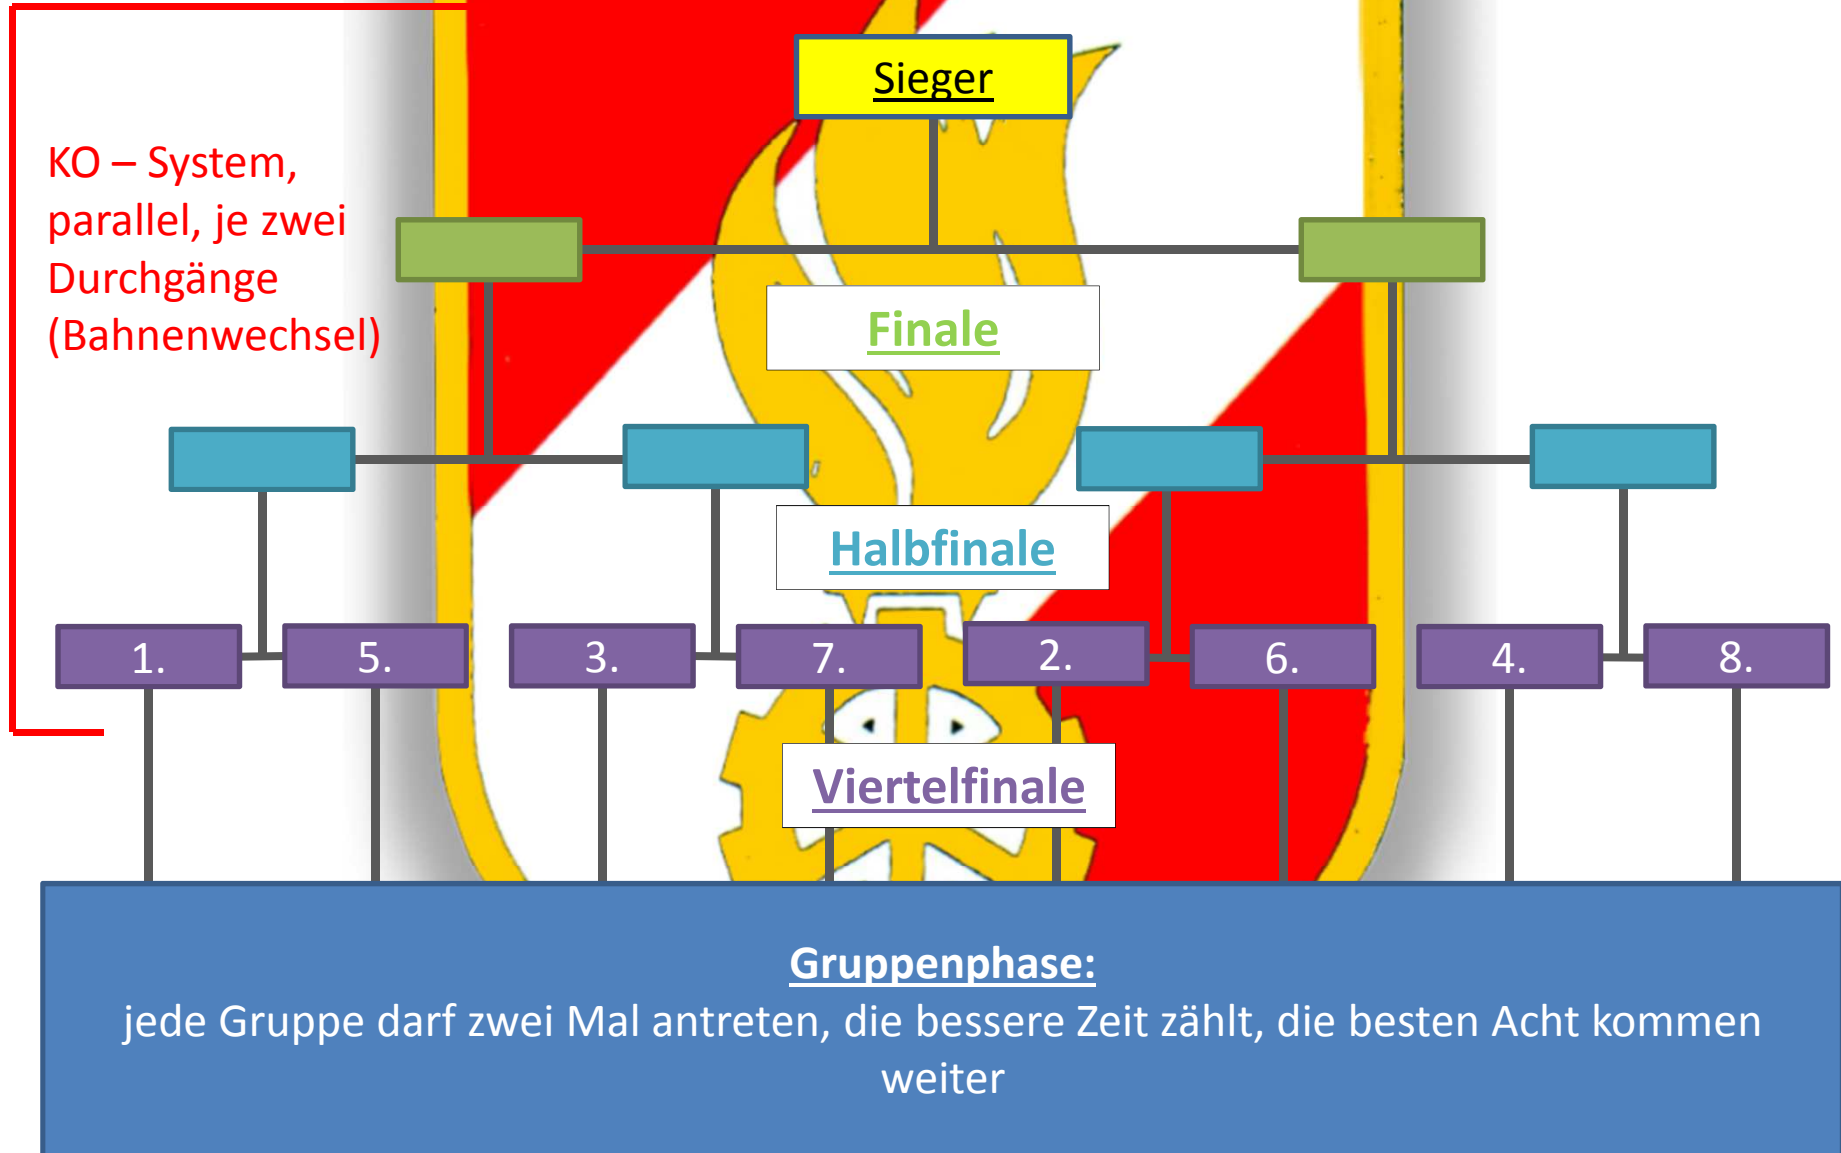 Sieger
KO – System,
parallel, je zwei
Durchgänge
(Bahnenwechsel)
Finale
Halbfinale
1. 5. 3. 7. 2. 6. 4. 8.
Viertelfinale
Gruppenphase:
jede Gruppe darf zwei Mal antreten, die bessere Zeit zählt, die besten Acht kommen
weiter